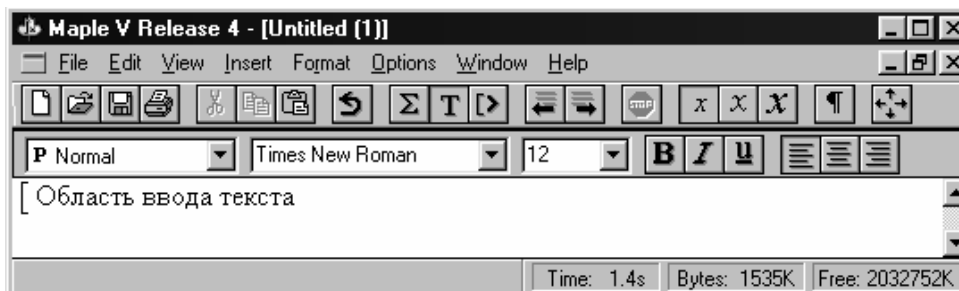 Maple V Release 4 - [Untitled (1)]
File Edit View Insert Format Options Window Help
Σ T [> STOP x x x ¶
P Normal Times New Roman 12 B I u
[ Область ввода текста
Time: 1.4s Bytes: 1535K Free: 2032752K